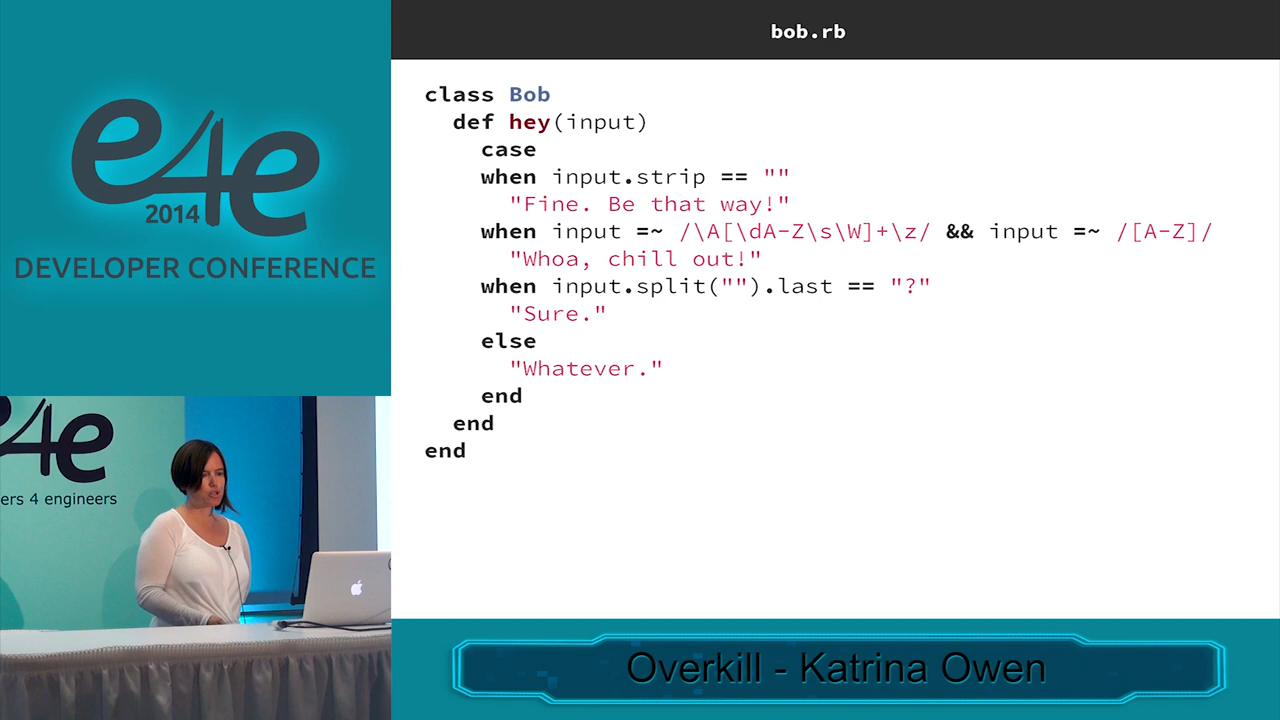 e4e
2014
DEVELOPER CONFERENCE
4e
ers 4 engineers
bob.rb
class Bob
  def hey(input)
    case
    when input.strip == ""
      "Fine. Be that way!"
    when input =~ /\A[\dA-Z\s\W]+\z/ && input =~ /[A-Z]/
      "Whoa, chill out!"
    when input.split("").last == "?"
      "Sure."
    else
      "Whatever."
    end
  end
end
Overkill - Katrina Owen